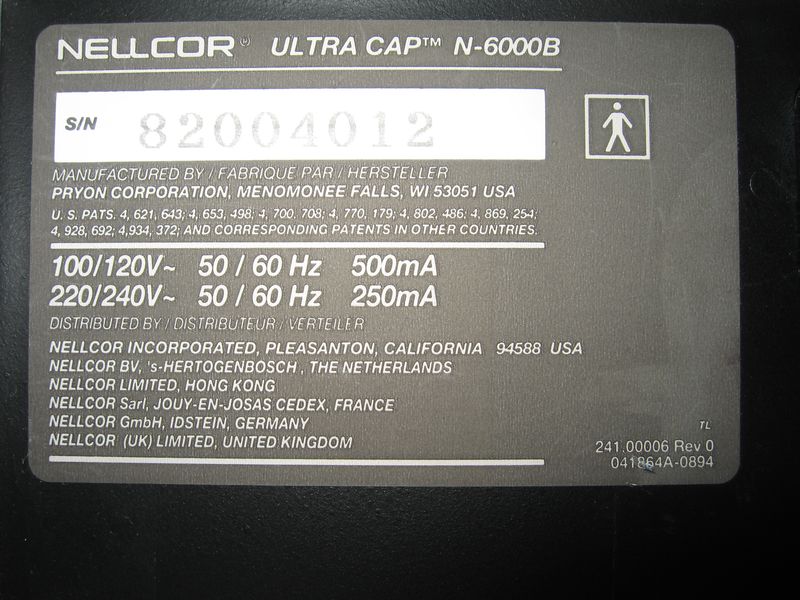 NELLCOR® ULTRA CAP™ N-6000B
S/N 82004012
MANUFACTURED BY / FABRIQUE PAR / HERSTELLER
PRYON CORPORATION, MENOMONEE FALLS, WI 53051 USA
U. S. PATS. 4, 621, 643; 4, 653, 498; 4, 700, 708; 4, 770, 179; 4, 802, 486; 4, 869, 254;
4, 928, 692; 4,934, 372; AND CORRESPONDING PATENTS IN OTHER COUNTRIES.
100/120V~ 50 / 60 Hz 500mA
220/240V~ 50 / 60 Hz 250mA
DISTRIBUTED BY / DISTRIBUTEUR / VERTEILER
NELLCOR INCORPORATED, PLEASANTON, CALIFORNIA 94588 USA
NELLCOR BV, 's-HERTOGENBOSCH , THE NETHERLANDS
NELLCOR LIMITED, HONG KONG
NELLCOR Sarl, JOUY-EN-JOSAS CEDEX, FRANCE
NELLCOR GmbH, IDSTEIN, GERMANY
NELLCOR (UK) LIMITED, UNITED KINGDOM
TL
241.00006 Rev 0
041864A-0894